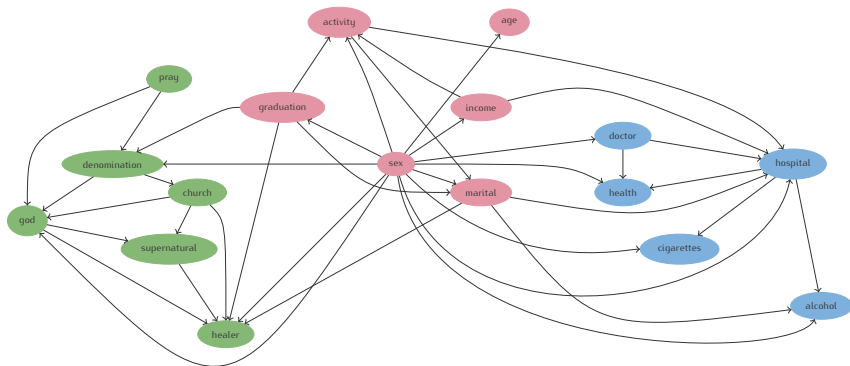 activity
age
pray
graduation
income
doctor
denomination
sex
hospital
church
marital
health
god
supernatural
cigarettes
alcohol
healer